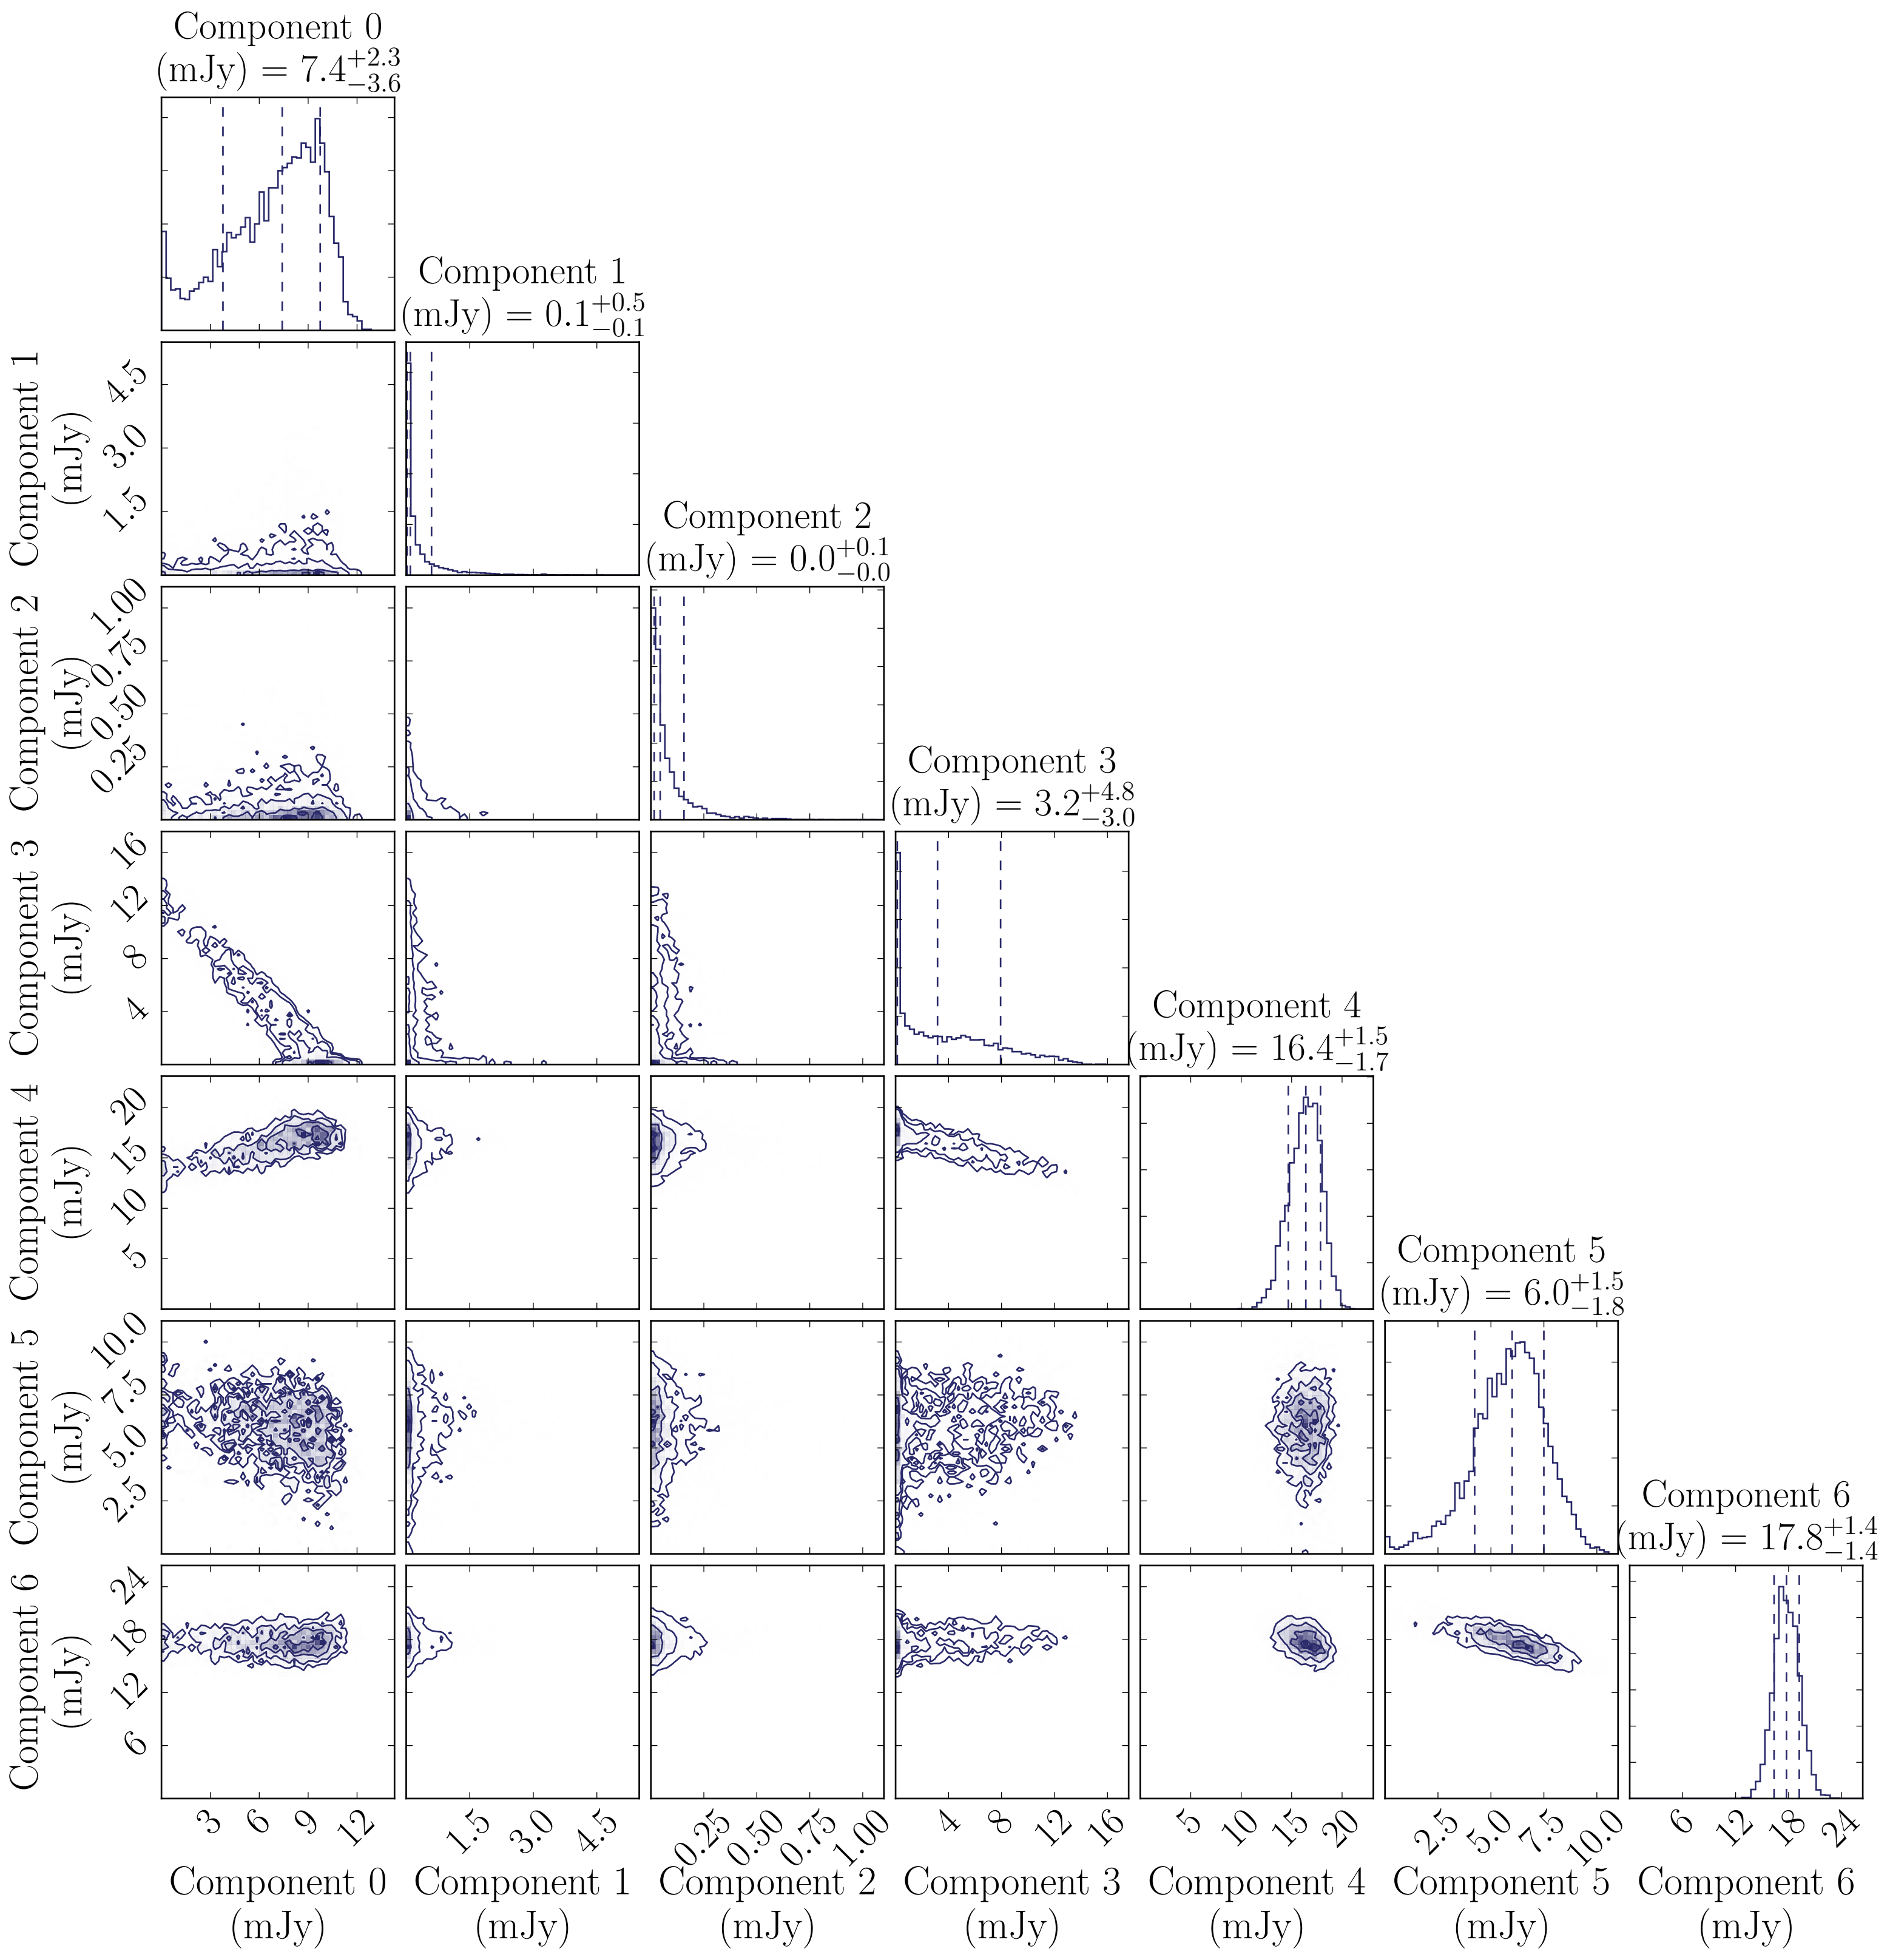 Component 0
(mJy) = 7.4^{+2.3}_{-3.6}
Component 1
(mJy) = 0.1^{+0.5}_{-0.1}
Component 1
(mJy)
4.5
3.0
1.5
Component 2
(mJy) = 0.0^{+0.1}_{-0.0}
Component 2
(mJy)
1.00
0.75
0.50
0.25
Component 3
(mJy) = 3.2^{+4.8}_{-3.0}
Component 3
(mJy)
16
12
8
4
Component 4
(mJy) = 16.4^{+1.5}_{-1.7}
Component 4
(mJy)
20
15
10
5
Component 5
(mJy) = 6.0^{+1.5}_{-1.8}
Component 5
(mJy)
10.0
7.5
5.0
2.5
Component 6
(mJy) = 17.8^{+1.4}_{-1.4}
Component 6
(mJy)
24
18
12
6
3 6 9 12 1.5 3.0 4.5 0.25 0.50 0.75 1.00 4 8 12 16 5 10 15 20 2.5 5.0 7.5 10.0 6 12 18 24
Component 0 Component 1 Component 2 Component 3 Component 4 Component 5 Component 6
(mJy) (mJy) (mJy) (mJy) (mJy) (mJy) (mJy)